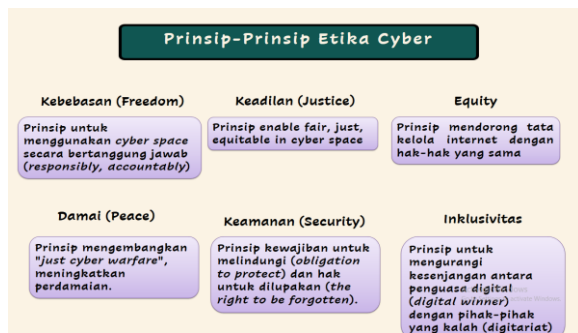 Prinsip-Prinsip Etika Cyber
Kebebasan (Freedom)
Prinsip untuk
menggunakan cyber space
secara bertanggung jawab
(responsibly, accountably)
Keadilan (Justice)
Prinsip enable fair, just,
equitable in cyber space
Equity
Prinsip mendorong tata
kelola internet dengan
hak-hak yang sama
Damai (Peace)
Prinsip mengembangkan
"just cyber warfare",
meningkatkan
perdamaian.
Keamanan (Security)
Prinsip kewajiban untuk
melindungi (obligation
to protect) dan hak
untuk dilupakan (the
right to be forgotten).
Inklusivitas
Prinsip untuk
mengurangi
kesenjangan antara
penguasa digital
(digital winner)
dengan pihak-pihak
yang kalah (digitariat)